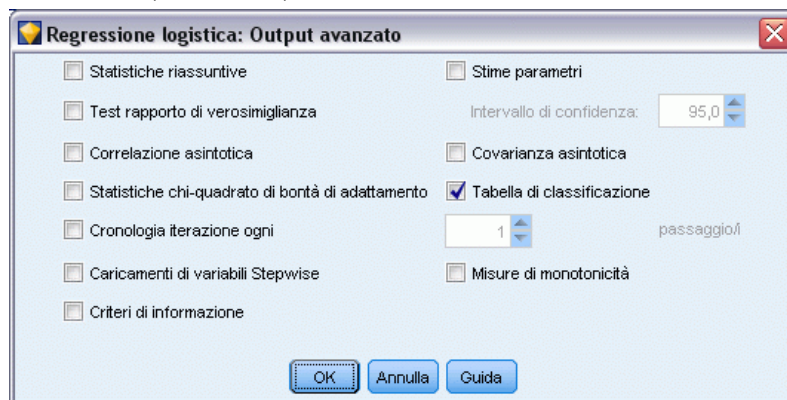 Regressione logistica: Output avanzato
Statistiche riassuntive
Stime parametri
Test rapporto di verosimiglianza
Intervallo di confidenza: 95,0
Correlazione asintotica
Covarianza asintotica
Statistiche chi-quadrato di bontà di adattamento
Tabella di classificazione
Cronologia iterazione ogni
1 passaggio/i
Caricamenti di variabili Stepwise
Misure di monotonicità
Criteri di informazione
OK Annulla Guida